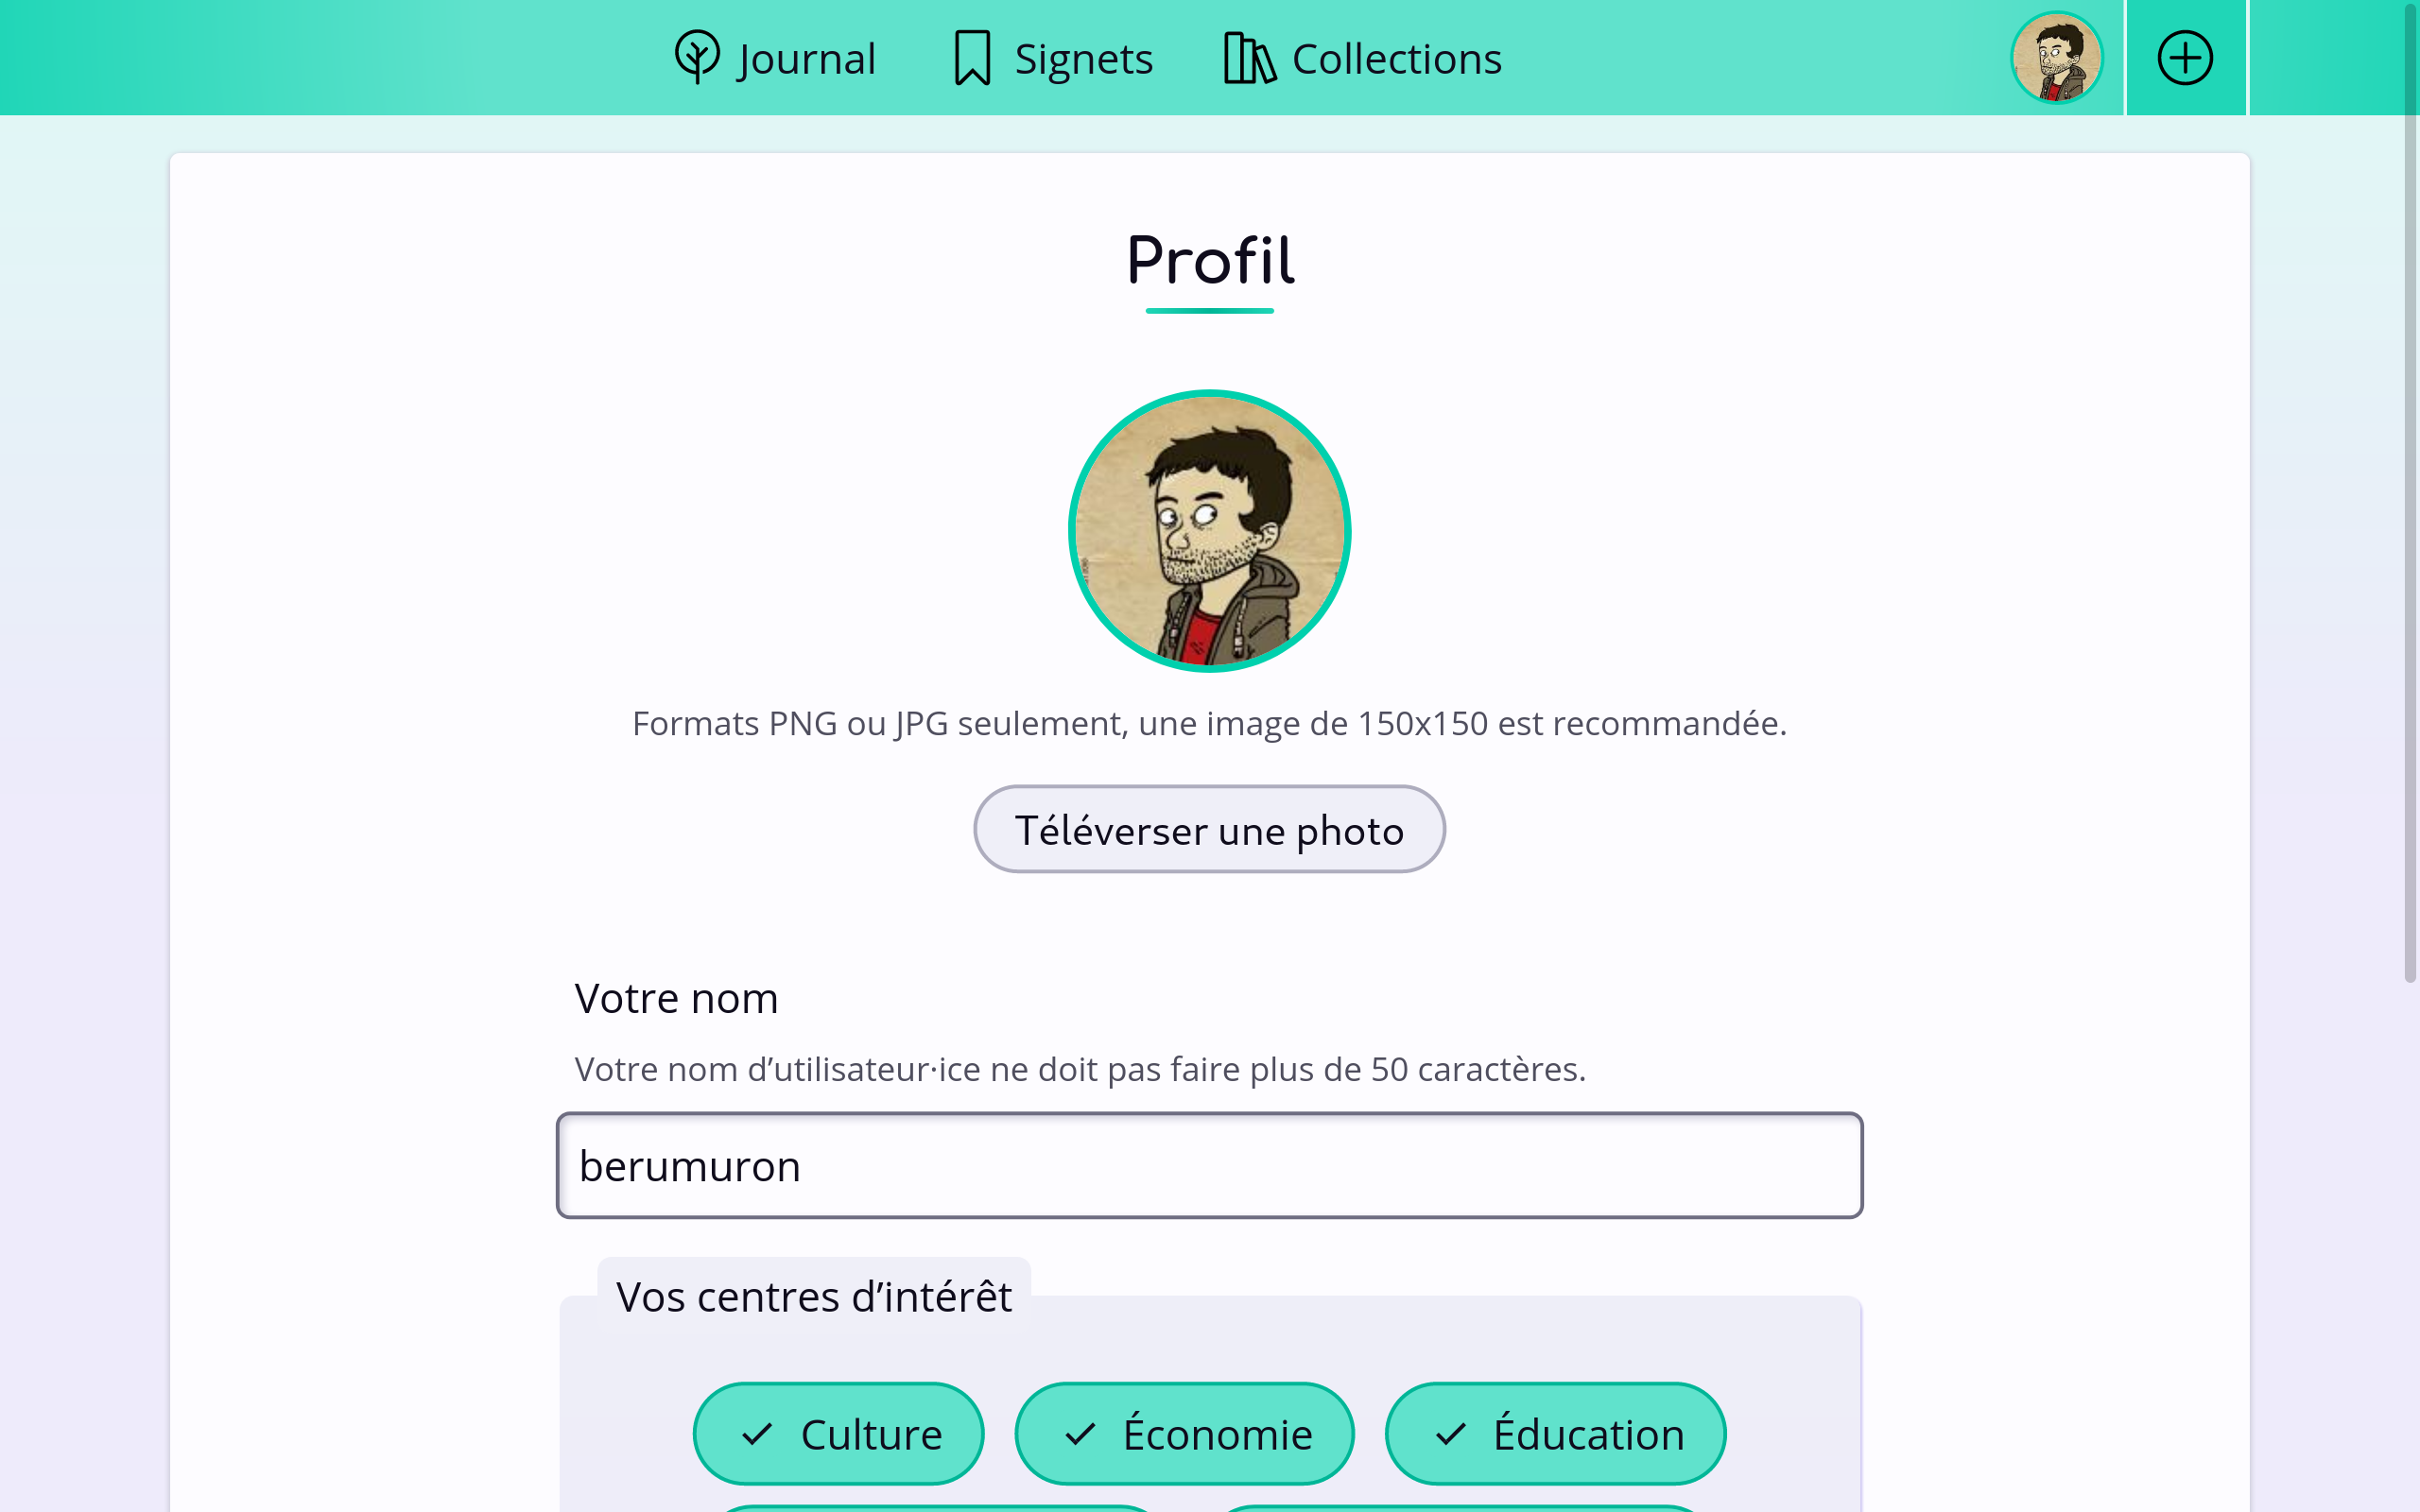 Journal
Signets
Collections
Profil
Formats PNG ou JPG seulement, une image de 150x150 est recommandée.
Téléverser une photo
Votre nom
Votre nom d’utilisateur·ice ne doit pas faire plus de 50 caractères.
berumuron
Vos centres d’intérêt
Culture
Économie
Éducation